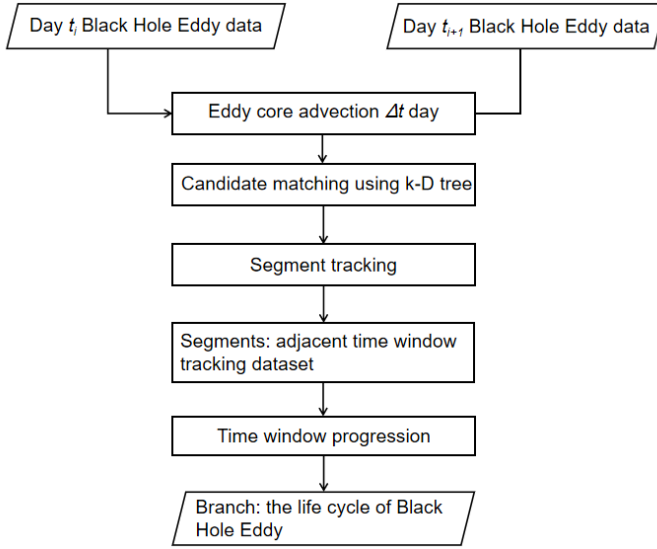 Day tᵢ Black Hole Eddy data
Day tᵢ₊₁ Black Hole Eddy data
Eddy core advection Δt day
Candidate matching using k-D tree
Segment tracking
Segments: adjacent time window
tracking dataset
Time window progression
Branch: the life cycle of Black
Hole Eddy